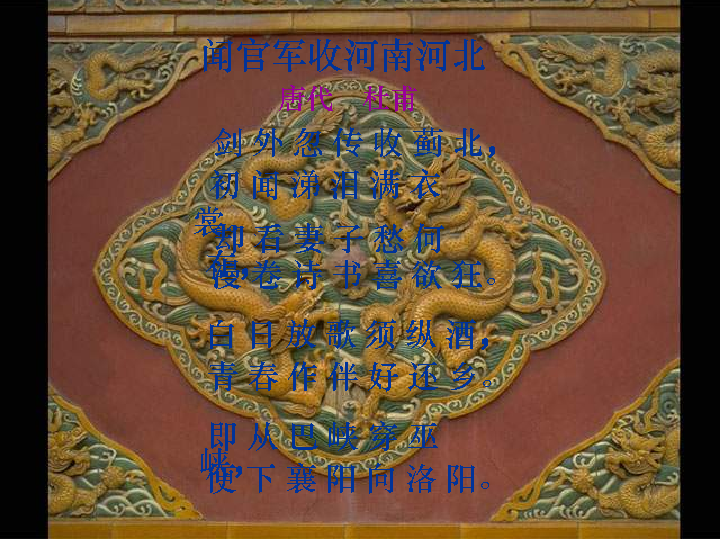 闻官军收河南河北
唐代 杜甫
剑外忽传收蓟北，
初闻涕泪满衣
裳。
却看妻子愁何
在，
漫卷诗书喜欲狂。
白日放歌须纵酒，
青春作伴好还乡。
即从巴峡穿巫
峡，
便下襄阳向洛阳。